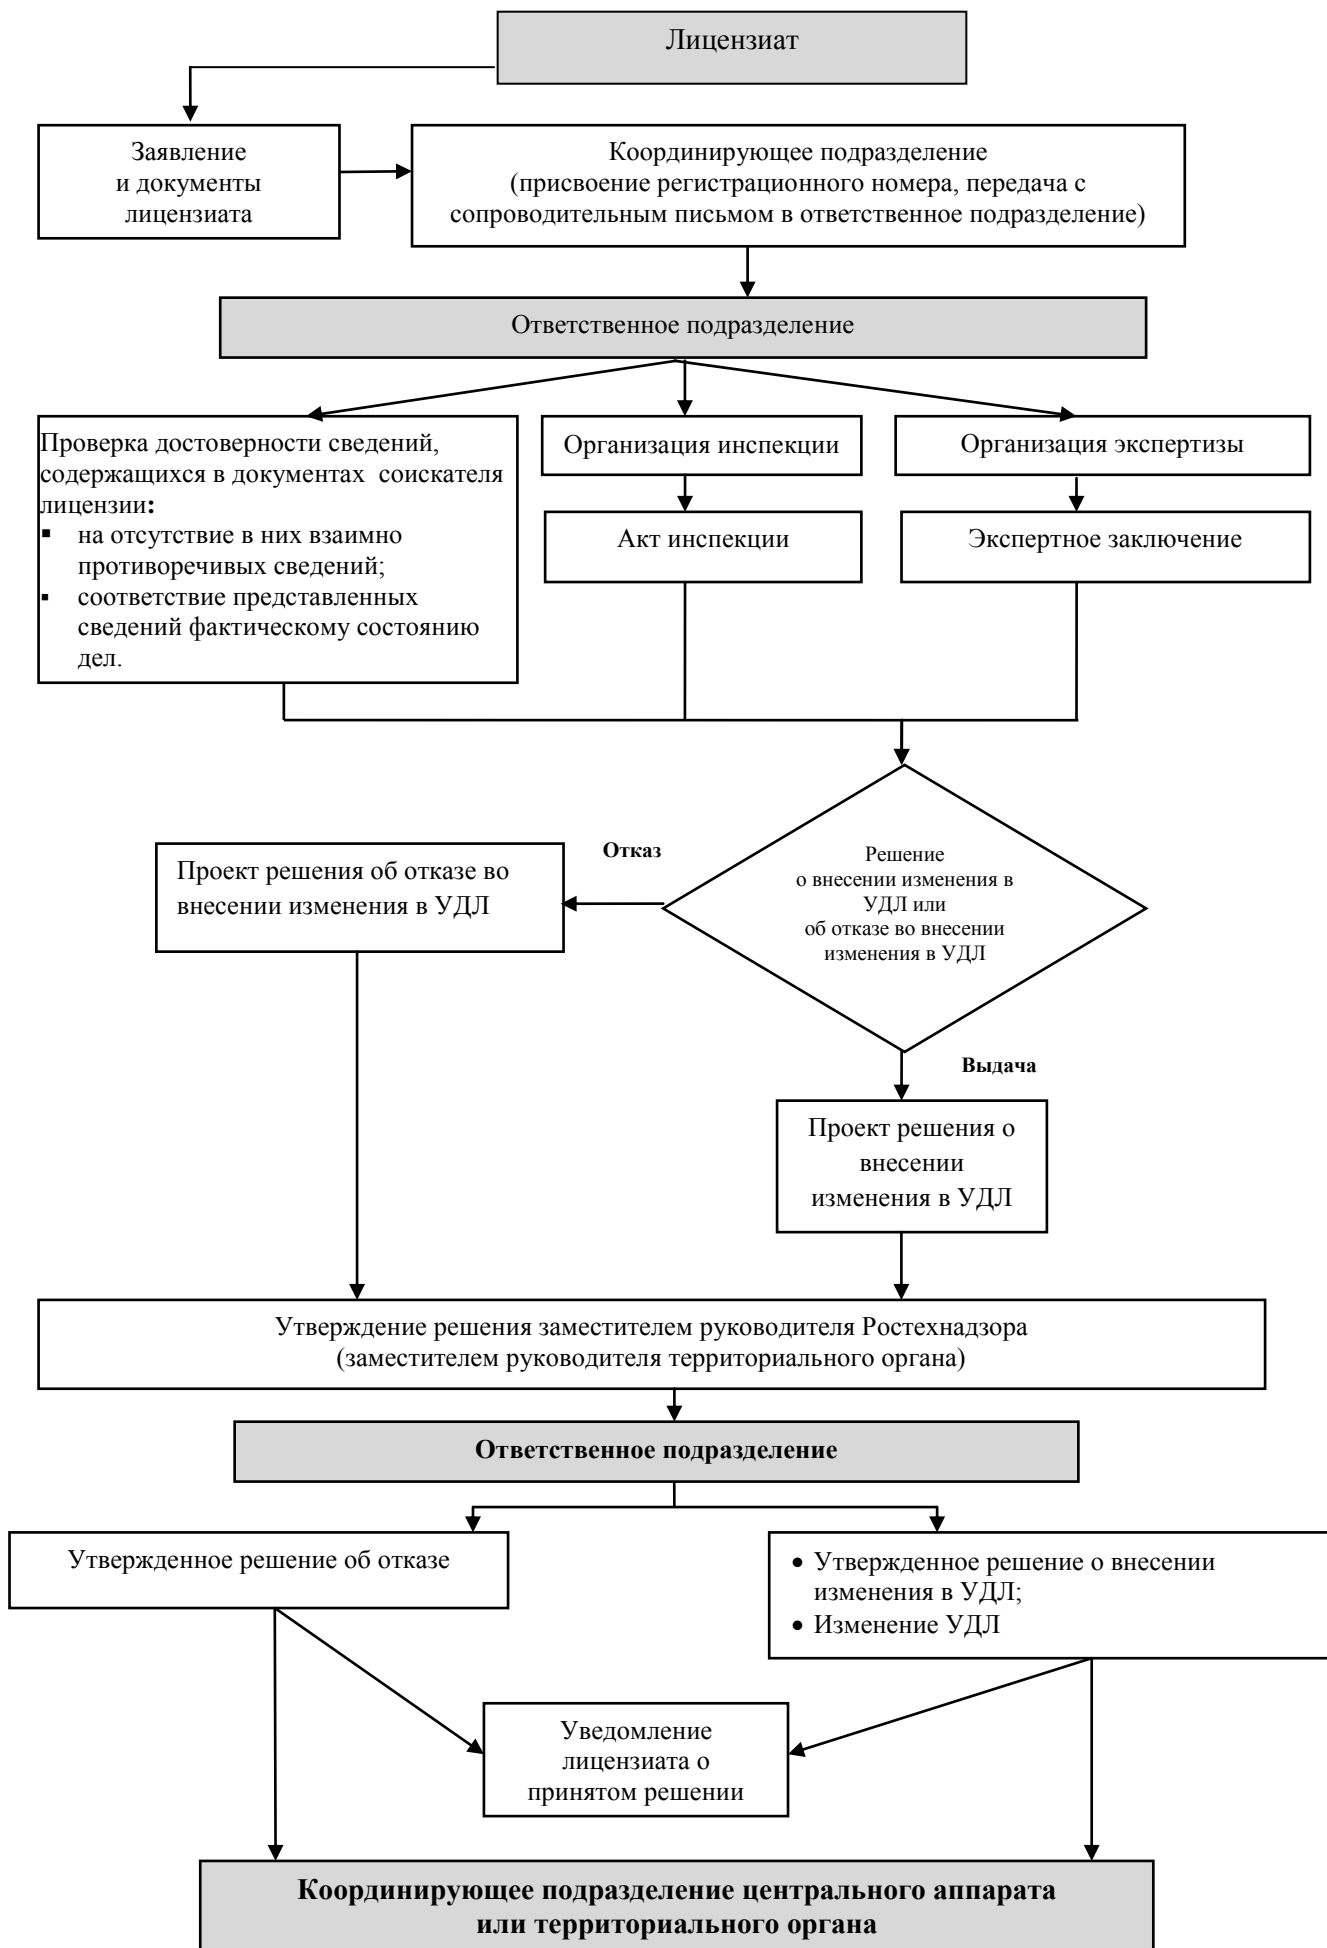 Лицензиат
Заявление
и документы
лицензиата
Координирующее подразделение
(присвоение регистрационного номера, передача с
сопроводительным письмом в ответственное подразделение)
Ответственное подразделение
Проверка достоверности сведений,
содержащихся в документах соискателя
лицензии:
▪ на отсутствие в них взаимно
противоречивых сведений;
▪ соответствие представленных
сведений фактическому состоянию
дел.
Организация инспекции
Организация экспертизы
Акт инспекции
Экспертное заключение
Отказ
Решение
о внесении изменения в
УДЛ или
об отказе во внесении
изменения в УДЛ
Проект решения об отказе во
внесении изменения в УДЛ
Выдача
Проект решения о
внесении
изменения в УДЛ
Утверждение решения заместителем руководителя Ростехнадзора
(заместителем руководителя территориального органа)
Ответственное подразделение
Утвержденное решение об отказе
• Утвержденное решение о внесении
изменения в УДЛ;
• Изменение УДЛ
Уведомление
лицензиата о
принятом решении
Координирующее подразделение центрального аппарата
или территориального органа